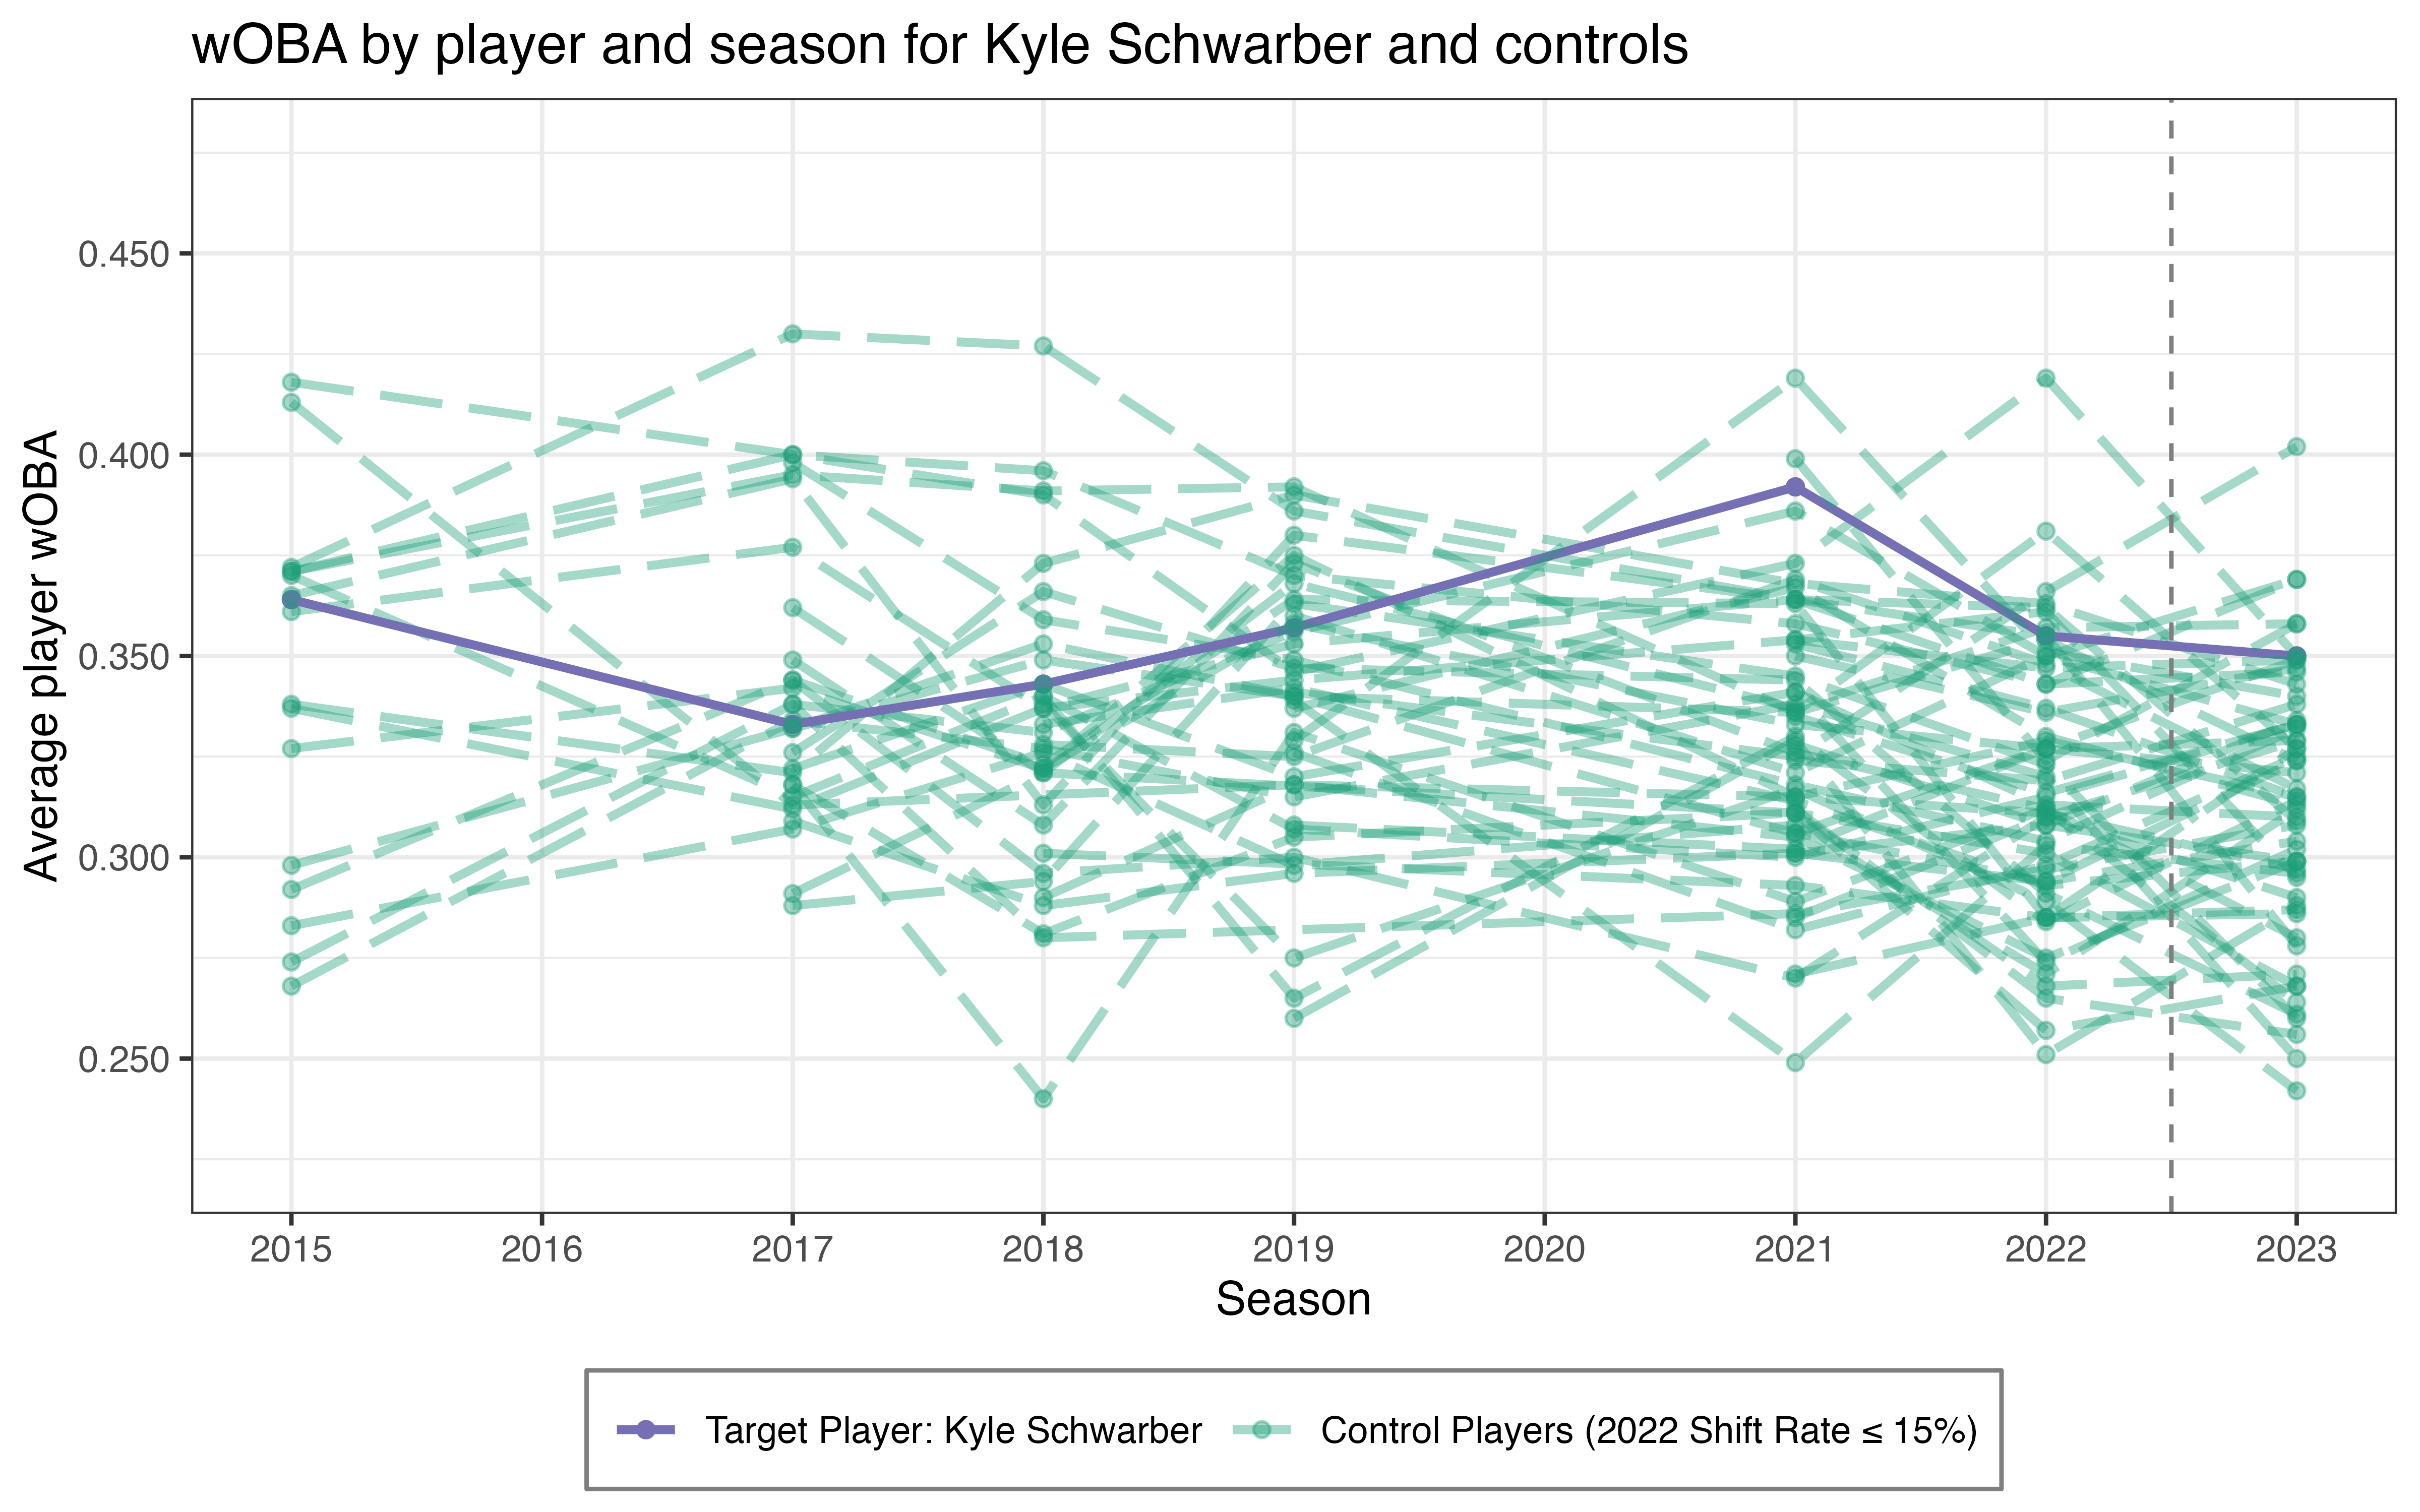 wOBA by player and season for Kyle Schwarber and controls
Average player wOBA
0.450
0.400
0.350
0.300
0.250
2015 2016 2017 2018 2019 2020 2021 2022 2023
Season
Target Player: Kyle Schwarber Control Players (2022 Shift Rate ≤ 15%)